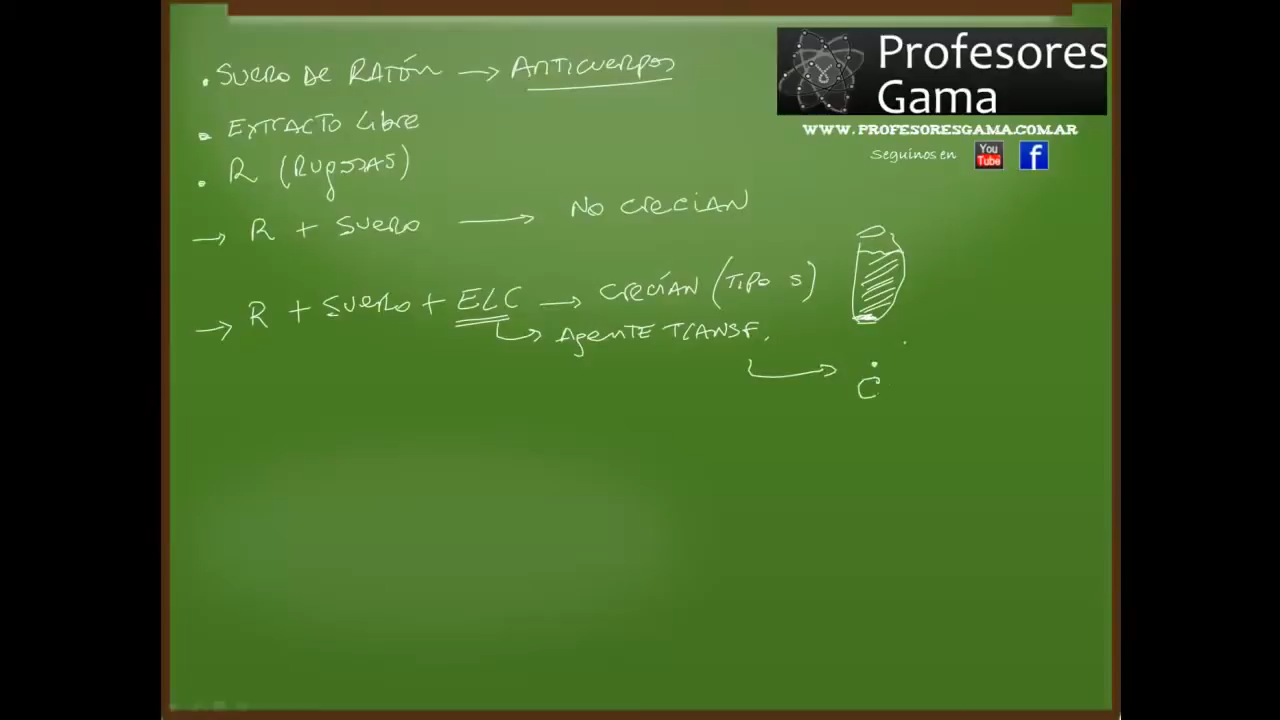 • SUERO DE RATÓN → ANTICUERPOS
• EXTRACTO LIBRE
• R (RUGOSAS)
→ R + SUERO → NO CRECIAN
→ R + SUERO + ELC → CRECÍAN (TIPO S)
↳ AGENTE TRANSF.
→ C
Profesores
Gama
WWW.PROFESORESGAMA.COM.AR
Seguinos en You Tube f